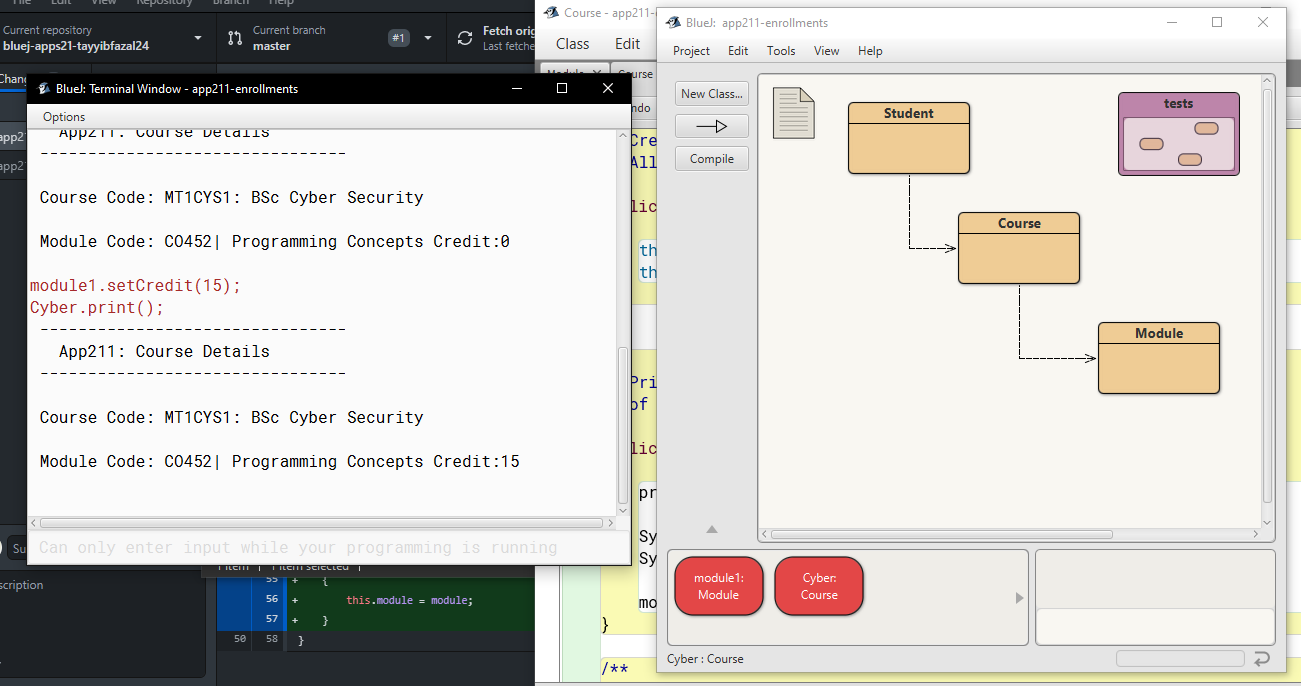 File Edit View Repository Branch Help
Current repository
bluej-apps21-tayyibfazal24
Current branch
master
#1
Fetch orig
Last fetche
Chang
app2
app2
Course - app211-e
Class Edit
Module
Course
ndo
Cre
All
lic
th
th
Pri
of
lic
pr
Sy
Sy
mo
}
/**
BlueJ: Terminal Window - app211-enrollments
Options
App211: Course Details
--------------------------------
Course Code: MT1CYS1: BSc Cyber Security
Module Code: CO452| Programming Concepts Credit:0
module1.setCredit(15);
Cyber.print();
--------------------------------
App211: Course Details
--------------------------------
Course Code: MT1CYS1: BSc Cyber Security
Module Code: CO452| Programming Concepts Credit:15
Can only enter input while your programming is running
Su
scription
1 item | 1 item selected |
55 + {
56 + this.module = module;
57 + }
50 58 }
BlueJ: app211-enrollments
Project Edit Tools View Help
New Class...
Compile
Student
tests
Course
Module
module1:
Module
Cyber:
Course
Cyber : Course